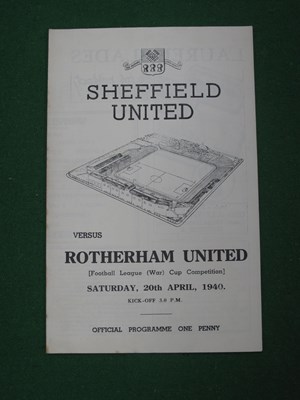 SHEFFIELD
UNITED
VERSUS
ROTHERHAM UNITED
[Football League (War) Cup Competition]
SATURDAY, 20th APRIL, 1940.
KICK-OFF 3.0 P.M.
OFFICIAL PROGRAMME ONE PENNY